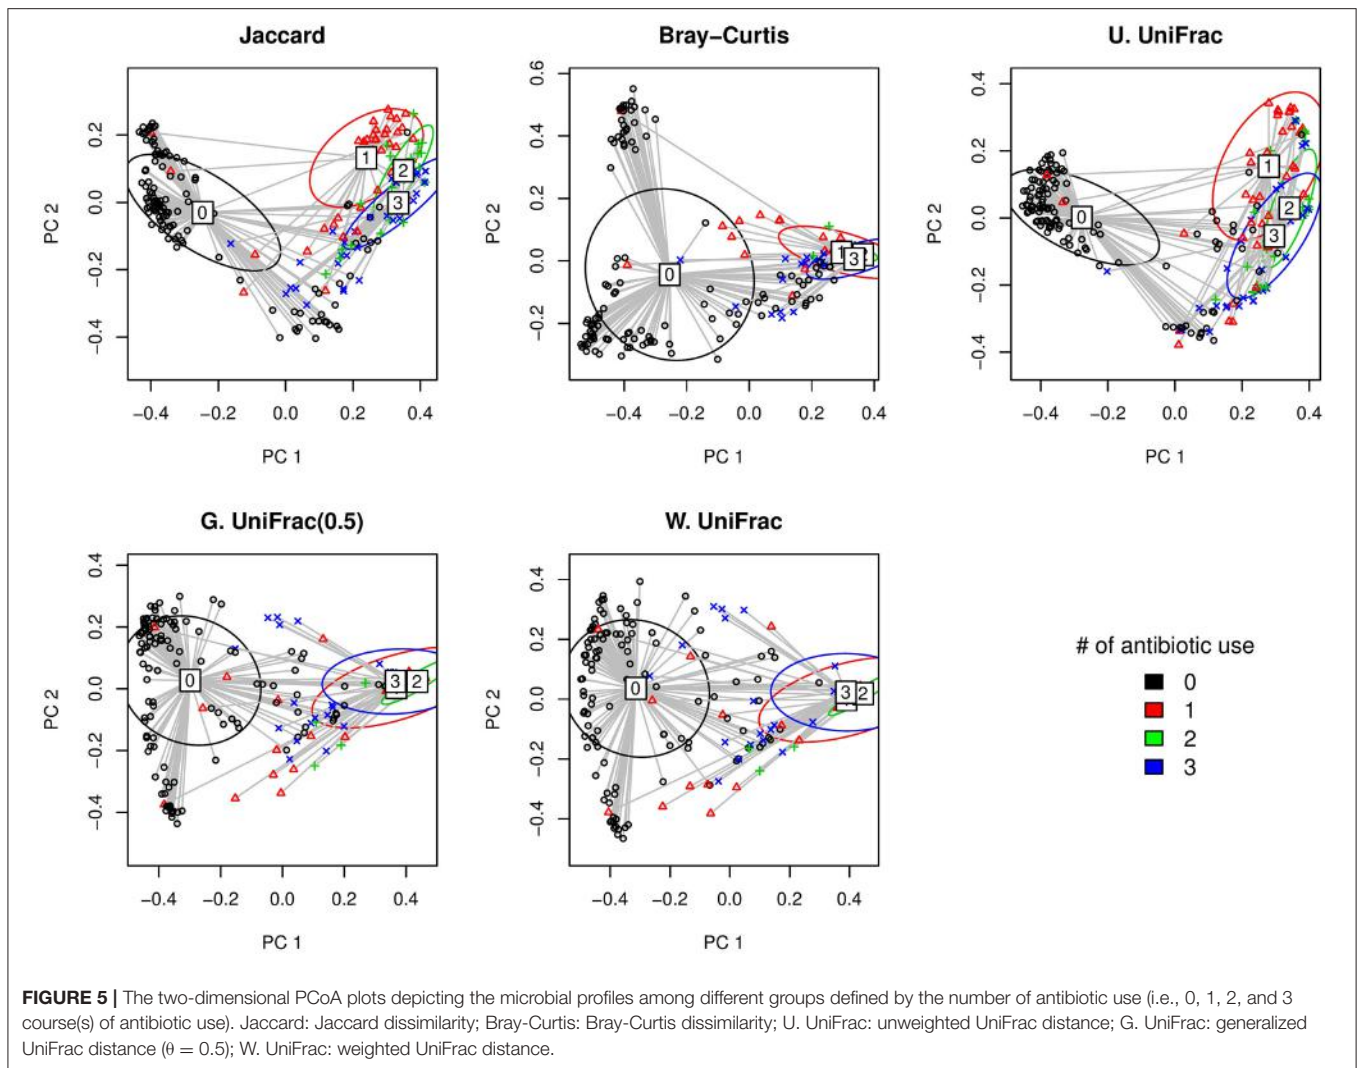 Jaccard
PC 2
0.2
0.0
−0.2
−0.4
0
1
2
3
−0.4 −0.2 0.0 0.2 0.4
PC 1
Bray−Curtis
0.6
0.4
0.2
0.0
−0.2
0
1
3
−0.4 −0.2 0.0 0.2 0.4
PC 1
U. UniFrac
PC 2
0.4
0.2
0.0
−0.2
−0.4
0
1
2
3
−0.4 −0.2 0.0 0.2 0.4
PC 1
G. UniFrac(0.5)
PC 2
0.4
0.2
0.0
−0.2
−0.4
0
3 2
−0.4 −0.2 0.0 0.2 0.4
PC 1
W. UniFrac
PC 2
0.4
0.2
0.0
−0.2
−0.4
0
3 2
−0.4 −0.2 0.0 0.2 0.4
PC 1
# of antibiotic use
0
1
2
3
FIGURE 5 | The two-dimensional PCoA plots depicting the microbial profiles among different groups defined by the number of antibiotic use (i.e., 0, 1, 2, and 3
course(s) of antibiotic use). Jaccard: Jaccard dissimilarity; Bray-Curtis: Bray-Curtis dissimilarity; U. UniFrac: unweighted UniFrac distance; G. UniFrac: generalized
UniFrac distance (θ = 0.5); W. UniFrac: weighted UniFrac distance.